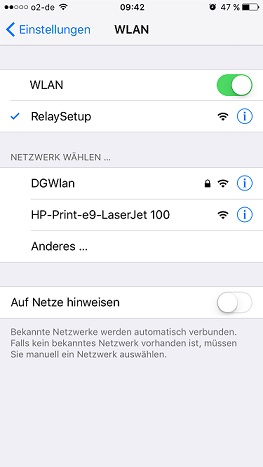 o2-de 09:42 47 %
Einstellungen WLAN
WLAN
RelaySetup
NETZWERK WÄHLEN ...
DGWlan
HP-Print-e9-LaserJet 100
Anderes ...
Auf Netze hinweisen
Bekannte Netzwerke werden automatisch verbunden.
Falls kein bekanntes Netzwerk vorhanden ist, müssen
Sie manuell ein Netzwerk auswählen.